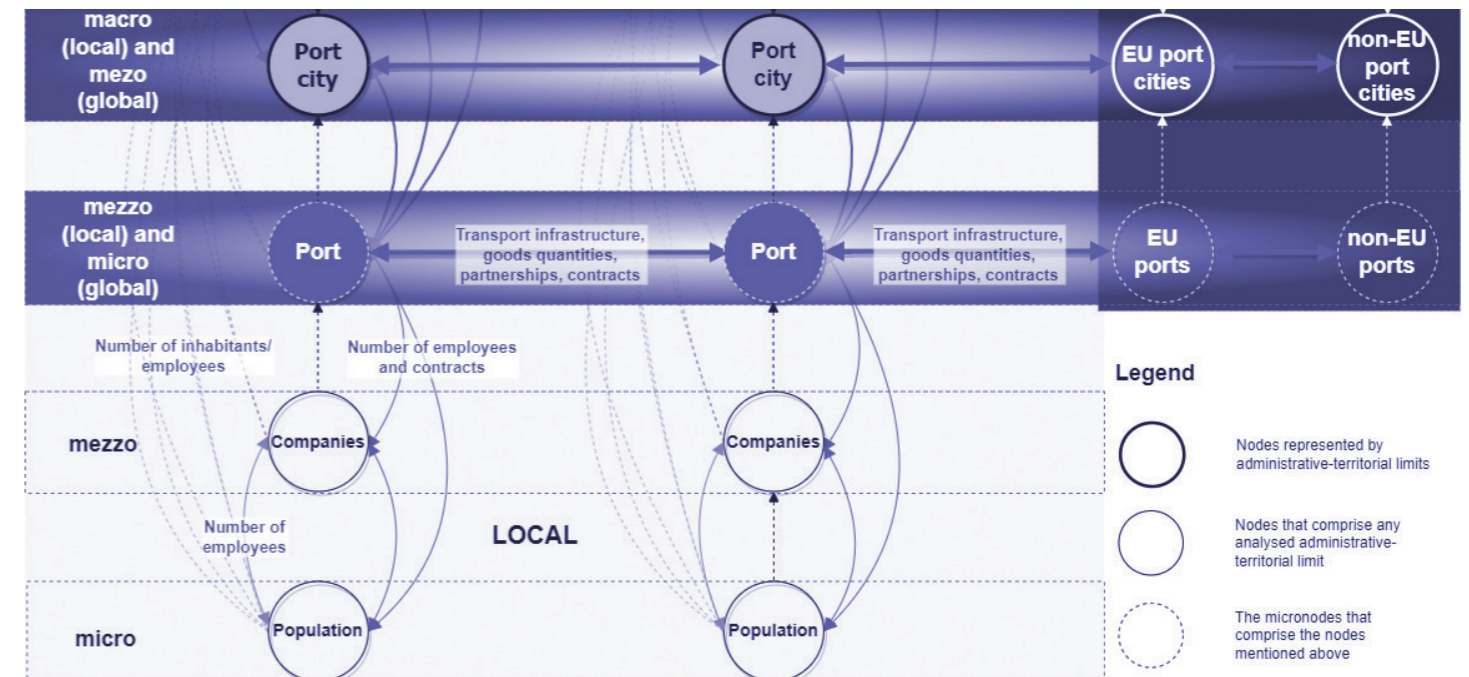 macro
(local) and
mezo
(global)
Port
city
Port
city
EU port
cities
non-EU
port
cities
mezzo
(local) and
micro
(global)
Port
Transport infrastructure,
goods quantities,
partnerships, contracts
Port
Transport infrastructure,
goods quantities,
partnerships, contracts
EU
ports
non-EU
ports
Number of inhabitants/
employees
Number of employees
and contracts
mezzo
Companies
Companies
Number of
employees
LOCAL
micro
Population
Population
Legend
Nodes represented by
administrative-territorial limits
Nodes that comprise any
analysed administrative-
territorial limit
The micronodes that
comprise the nodes
mentioned above